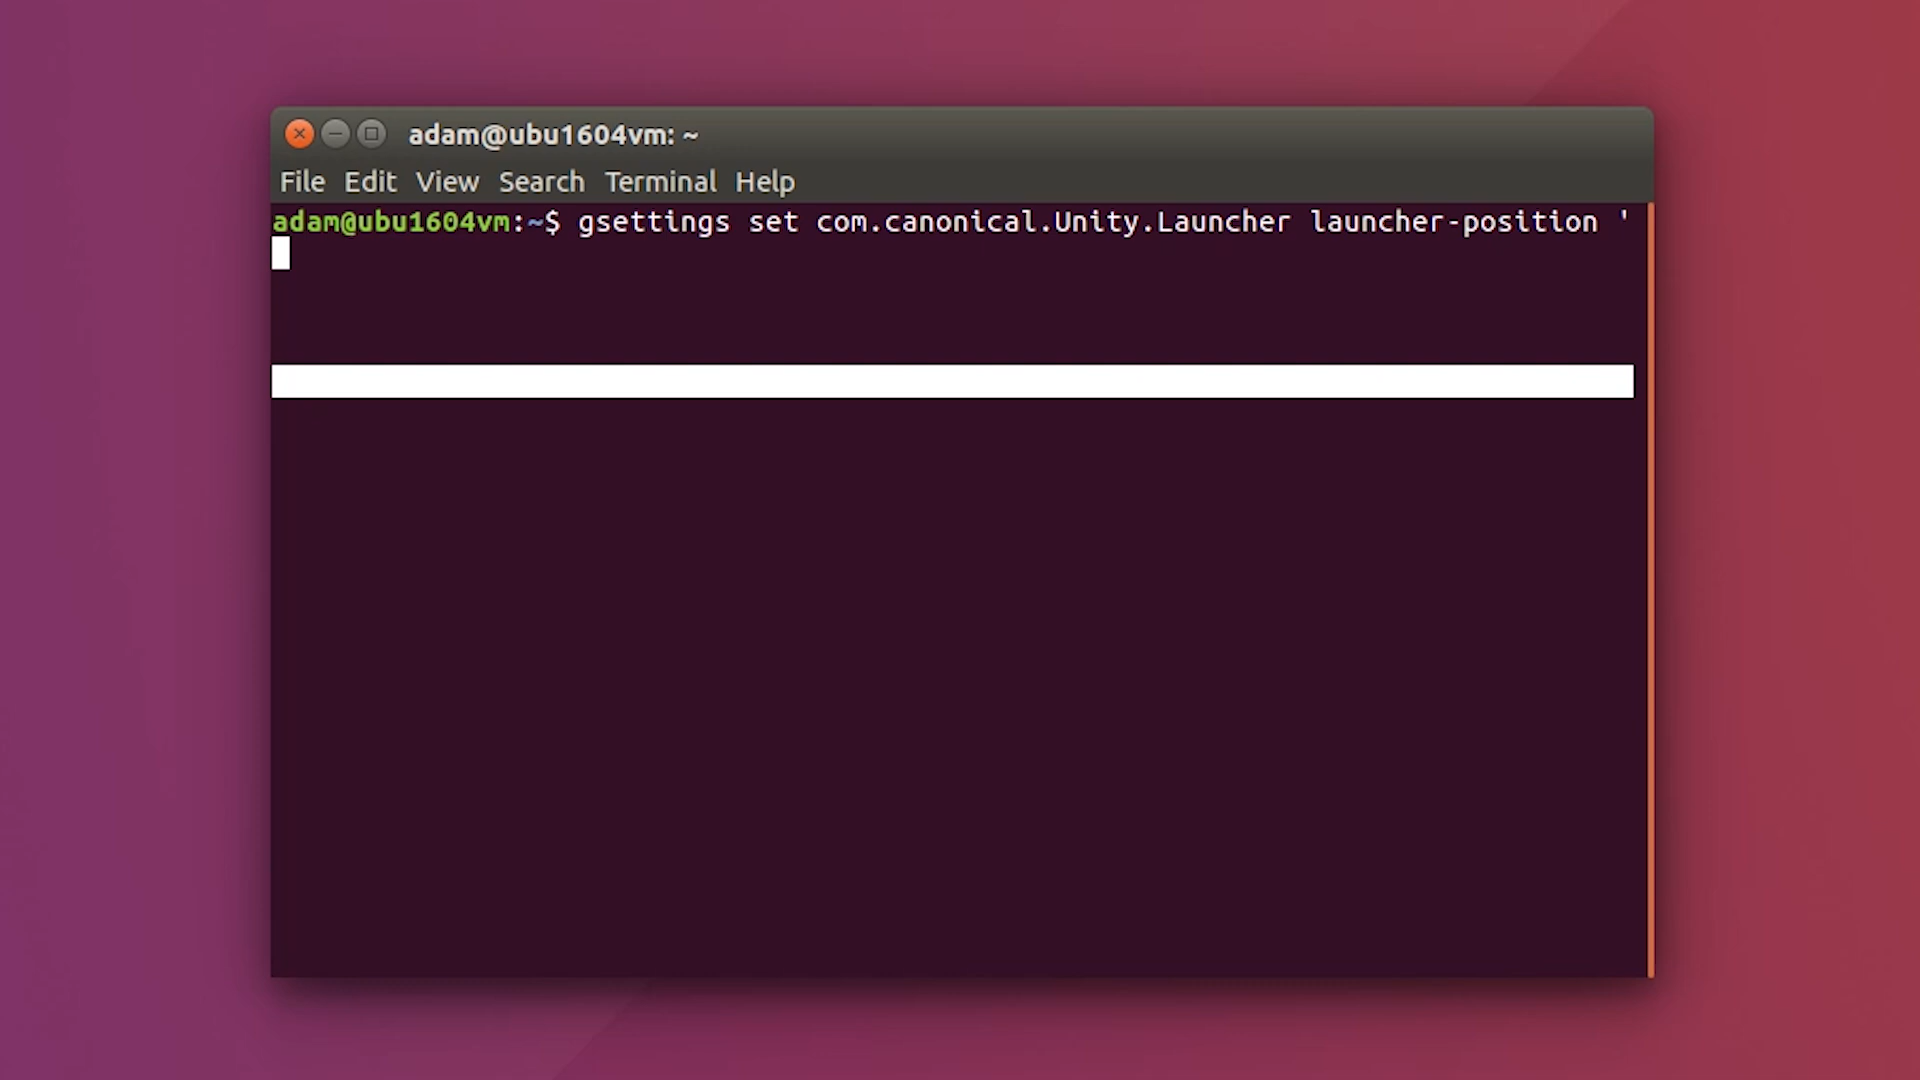 adam@ubu1604vm: ~
File Edit View Search Terminal Help
adam@ubu1604vm:~$ gsettings set com.canonical.Unity.Launcher launcher-position '